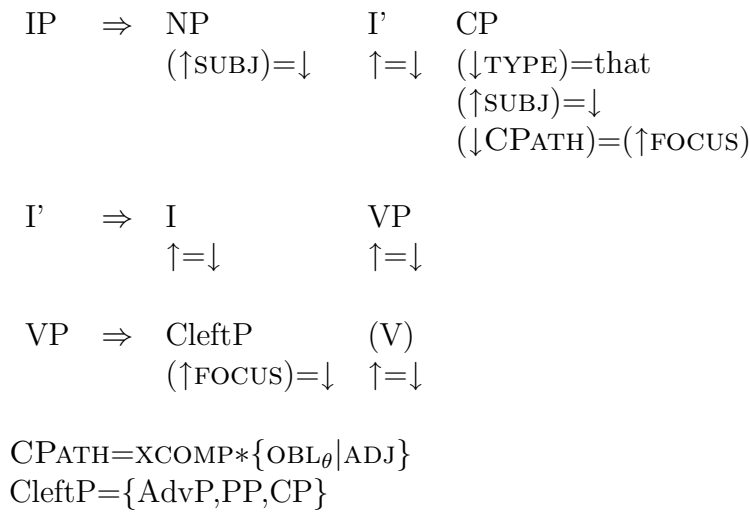 IP ⇒ NP I’ CP
(↑SUBJ)=↓ ↑=↓ (↓TYPE)=that
(↑SUBJ)=↓
(↓CPATH)=(↑FOCUS)
I’ ⇒ I VP
↑=↓ ↑=↓
VP ⇒ CleftP (V)
(↑FOCUS)=↓ ↑=↓
CPATH=XCOMP∗{OBLθ|ADJ}
CleftP={AdvP,PP,CP}